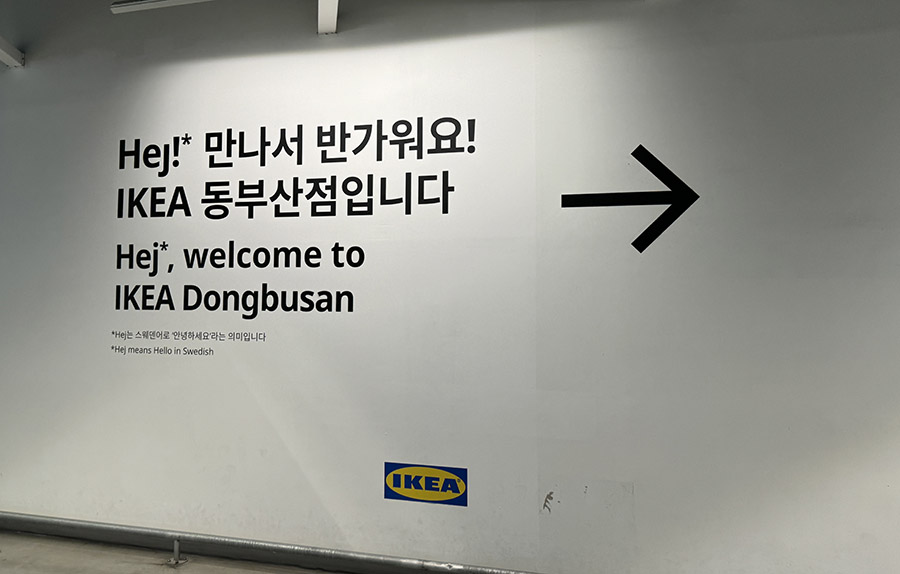 Hej!* 만나서 반가워요!
IKEA 동부산점입니다
Hej*, welcome to
IKEA Dongbusan
*Hej는 스웨덴어로 '안녕하세요'라는 의미입니다
*Hej means Hello in Swedish
IKEA